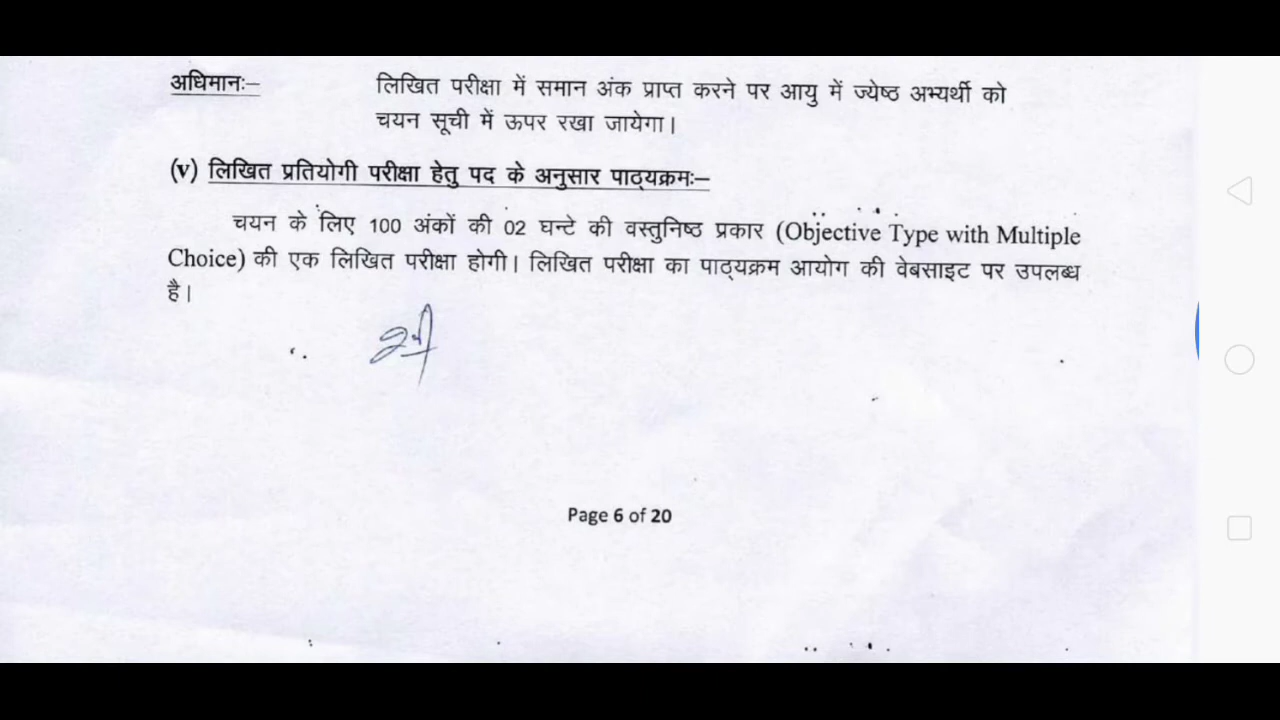 अधिमानः– लिखित परीक्षा में समान अंक प्राप्त करने पर आयु में ज्येष्ठ अभ्यर्थी को
चयन सूची में ऊपर रखा जायेगा।
(v) लिखित प्रतियोगी परीक्षा हेतु पद के अनुसार पाठ्यक्रमः–
चयन के लिए 100 अंकों की 02 घन्टे की वस्तुनिष्ठ प्रकार (Objective Type with Multiple
Choice) की एक लिखित परीक्षा होगी। लिखित परीक्षा का पाठ्यक्रम आयोग की वेबसाइट पर उपलब्ध
है।
Page 6 of 20